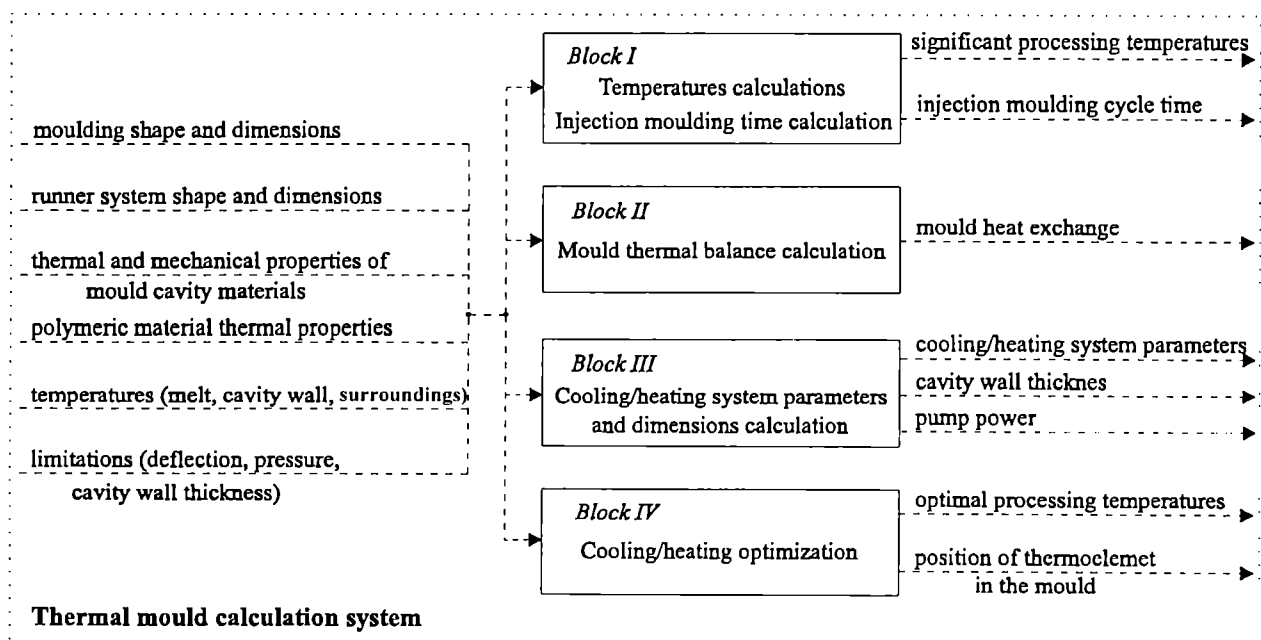 moulding shape and dimensions
runner system shape and dimensions
thermal and mechanical properties of
mould cavity materials
polymeric material thermal properties
temperatures (melt, cavity wall, surroundings)
limitations (deflection, pressure,
cavity wall thickness)
Thermal mould calculation system
Block I
Temperatures calculations
Injection moulding time calculation
significant processing temperatures
injection moulding cycle time
Block II
Mould thermal balance calculation
mould heat exchange
Block III
Cooling/heating system parameters
and dimensions calculation
cooling/heating system parameters
cavity wall thicknes
pump power
Block IV
Cooling/heating optimization
optimal processing temperatures
position of thermoclemet
in the mould